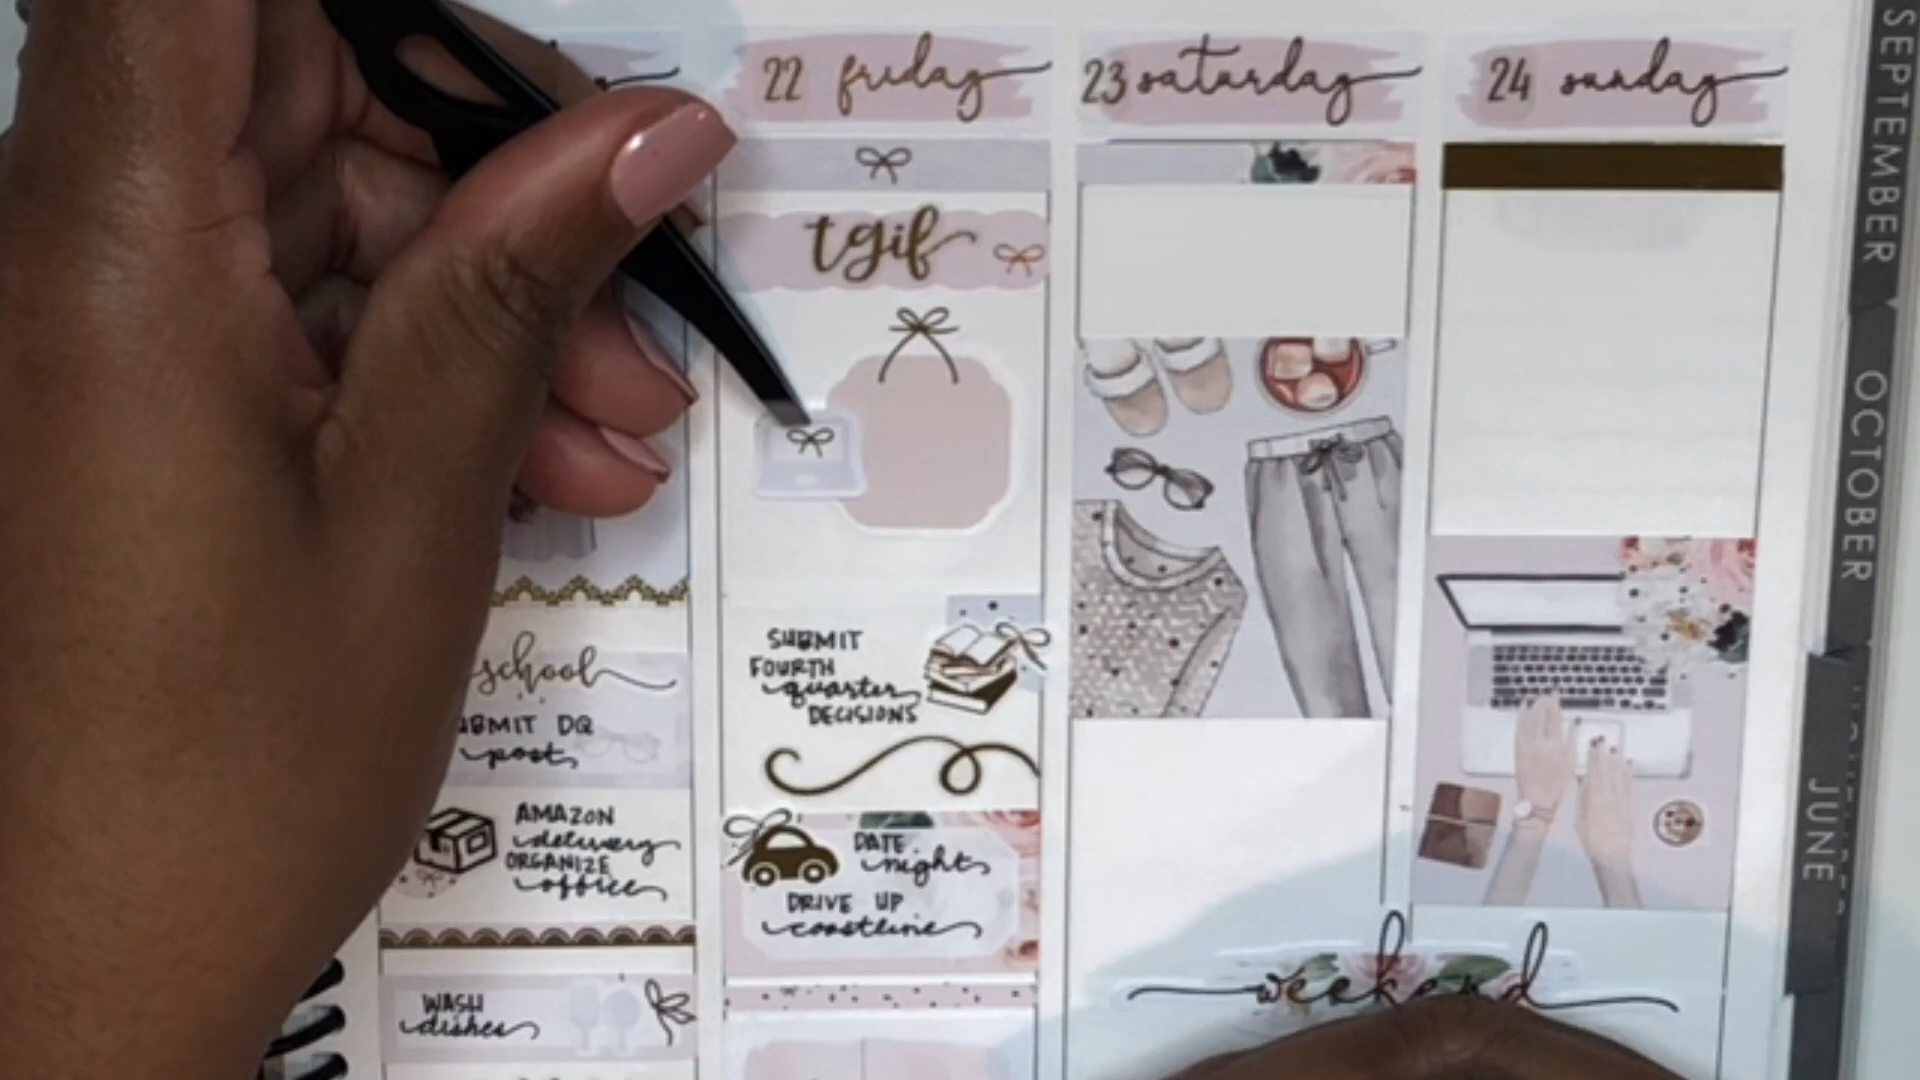 22 friday
23 saturday
24 sunday
tgif
SUBMIT
FOURTH
quarter
DECISIONS
DATE
night
DRIVE UP
coastline
school
DQ
post
AMAZON
delivery
ORGANIZE
office
WASH
dishes
weekend
SEPTEMBER
OCTOBER
JUNE